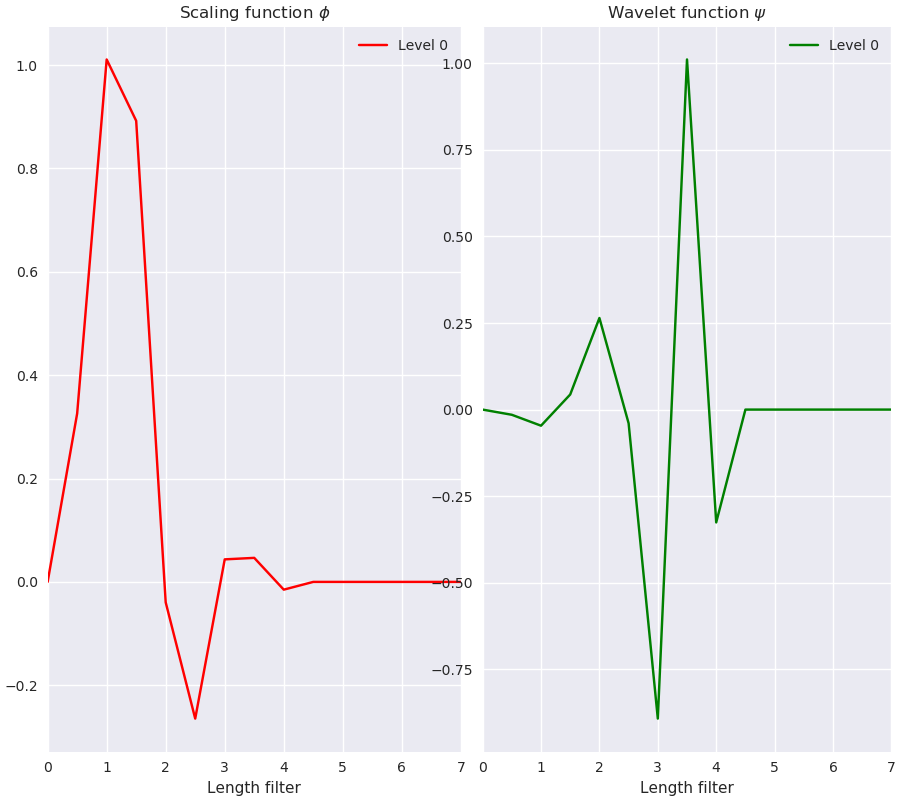 Scaling function ϕ
Level 0
1.0
0.8
0.6
0.4
0.2
0.0
−0.2
0 1 2 3 4 5 6 7
Length filter
Wavelet function ψ
Level 0
1.00
0.75
0.50
0.25
0.00
−0.25
−0.50
−0.75
0 1 2 3 4 5 6 7
Length filter